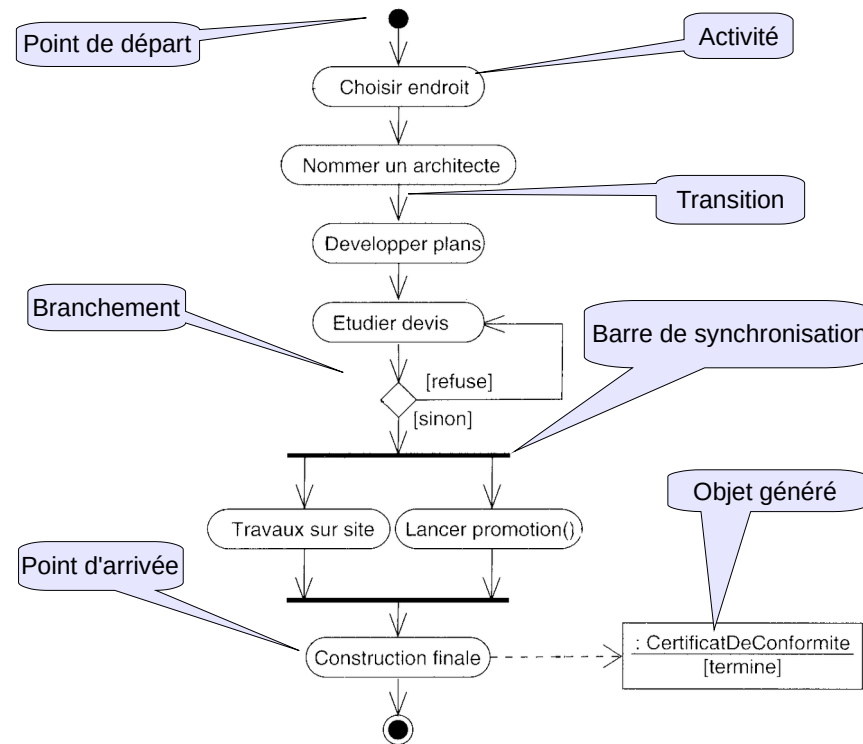 Point de départ
Activité
Choisir endroit
Nommer un architecte
Transition
Developper plans
Branchement
Etudier devis
Barre de synchronisation
[refuse]
[sinon]
Objet généré
Travaux sur site
Lancer promotion()
Point d'arrivée
: CertificatDeConformite
[termine]
Construction finale